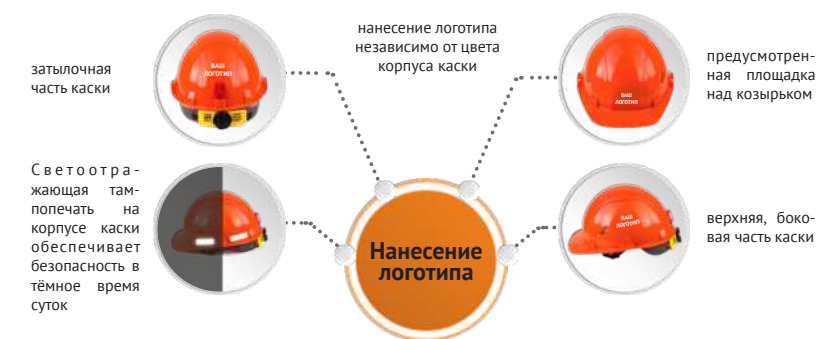 затылочная
часть каски
ВАШ
ЛОГОТИП
нанесение логотипа
независимо от цвета
корпуса каски
ВАШ
ЛОГОТИП
предусмотрен-
ная площадка
над козырьком
Светоотра-
жающая там-
попечать на
корпусе каски
обеспечивает
безопасность в
тёмное время
суток
Нанесение
логотипа
ВАШ
ЛОГОТИП
верхняя, боко-
вая часть каски